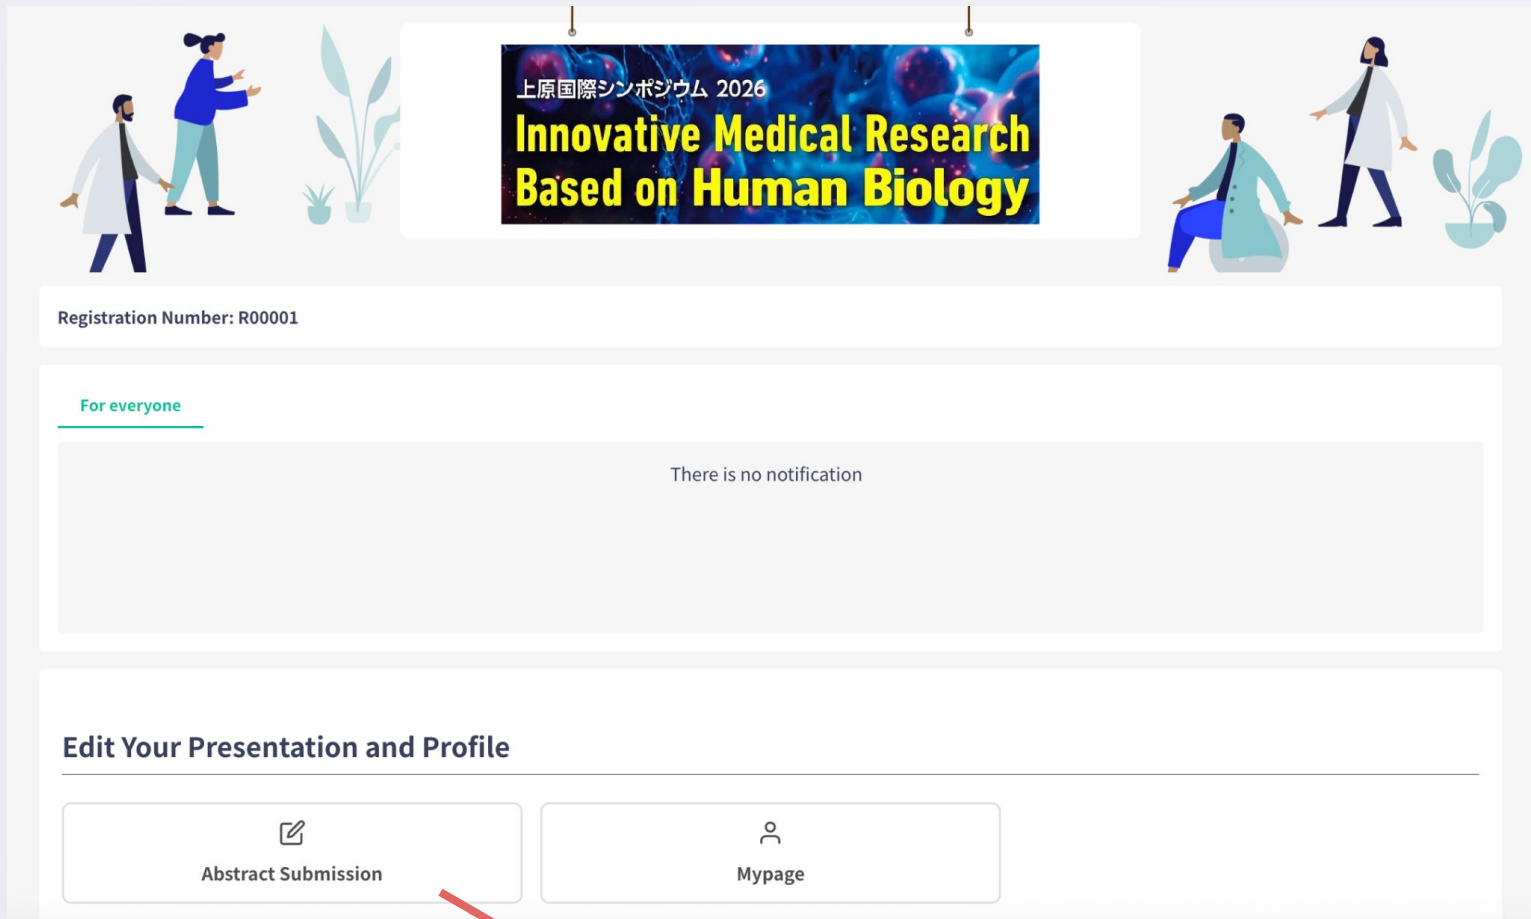 上原国際シンポジウム 2026
Innovative Medical Research
Based on Human Biology
Registration Number: R00001
For everyone
There is no notification
Edit Your Presentation and Profile
Abstract Submission
Mypage